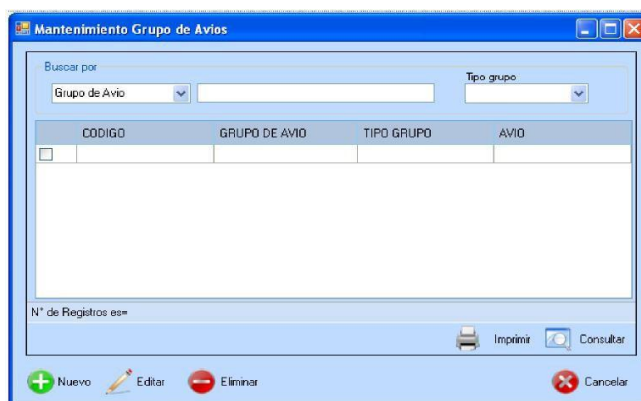 Mantenimiento Grupo de Avios
Buscar por
Tipo grupo
Grupo de Avio
CODIGO GRUPO DE AVIO TIPO GRUPO AVIO
N° de Registros es=
Imprimir Consultar
Nuevo Editar Eliminar Cancelar